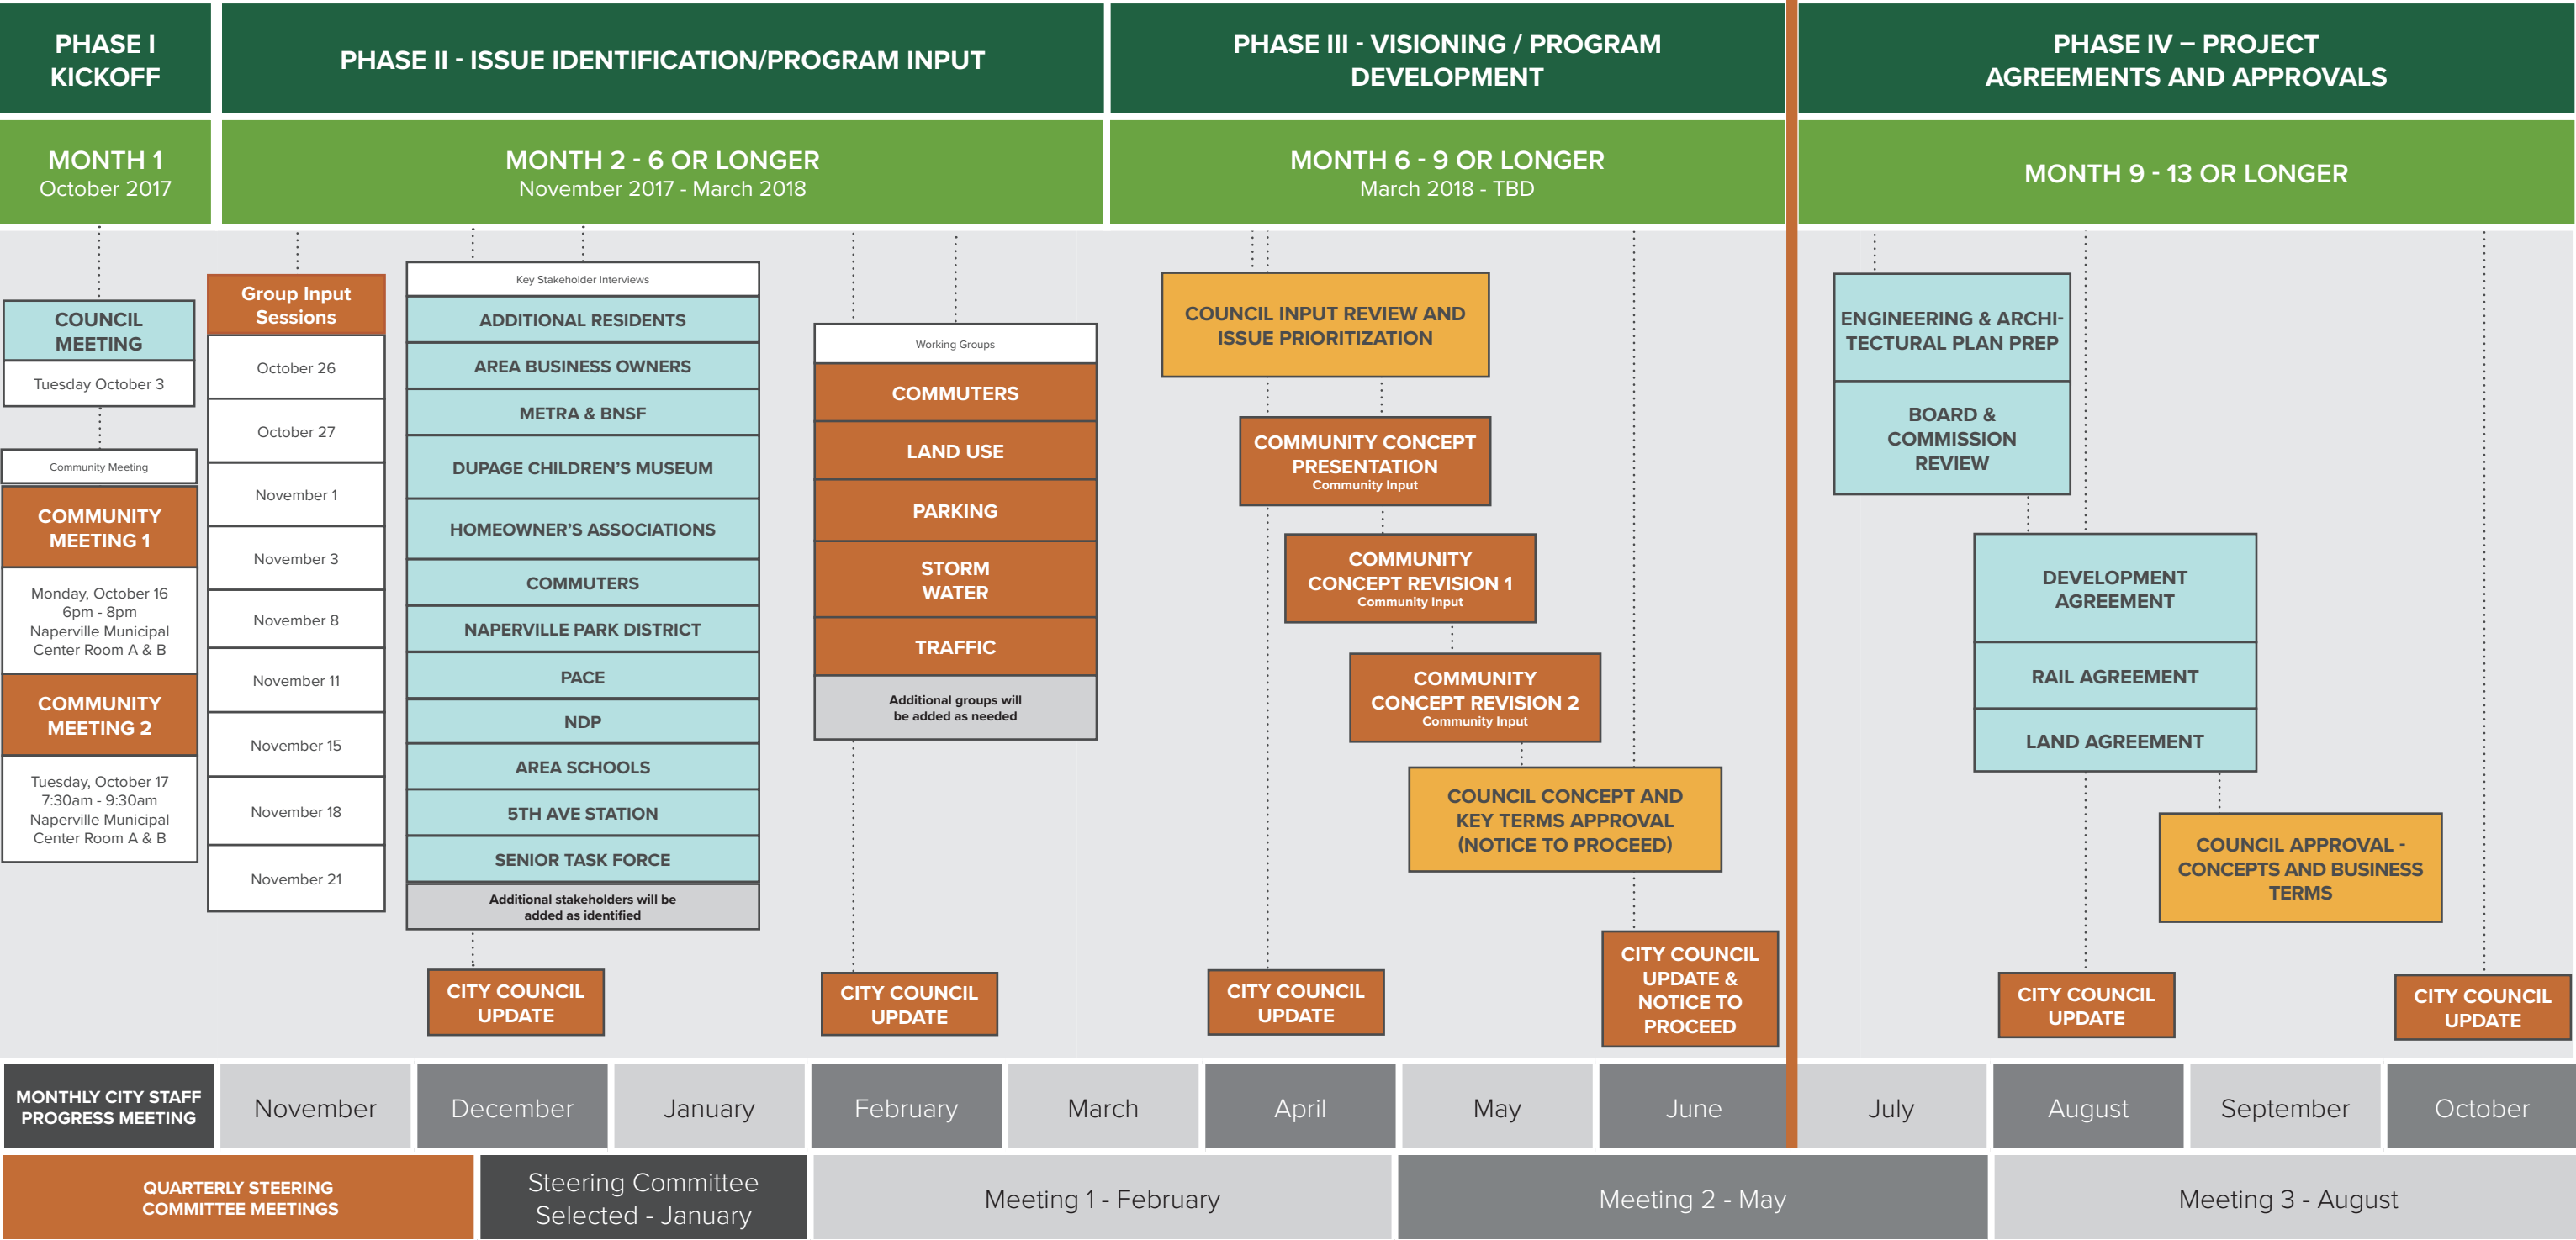 PHASE I
KICKOFF
PHASE II - ISSUE IDENTIFICATION/PROGRAM INPUT
PHASE III - VISIONING / PROGRAM
DEVELOPMENT
PHASE IV – PROJECT
AGREEMENTS AND APPROVALS
MONTH 1
October 2017
MONTH 2 - 6 OR LONGER
November 2017 - March 2018
MONTH 6 - 9 OR LONGER
March 2018 - TBD
MONTH 9 - 13 OR LONGER
COUNCIL
MEETING
Tuesday October 3
Community Meeting
COMMUNITY
MEETING 1
Monday, October 16
6pm - 8pm
Naperville Municipal
Center Room A & B
COMMUNITY
MEETING 2
Tuesday, October 17
7:30am - 9:30am
Naperville Municipal
Center Room A & B
Group Input
Sessions
October 26
October 27
November 1
November 3
November 8
November 11
November 15
November 18
November 21
Key Stakeholder Interviews
ADDITIONAL RESIDENTS
AREA BUSINESS OWNERS
METRA & BNSF
DUPAGE CHILDREN'S MUSEUM
HOMEOWNER'S ASSOCIATIONS
COMMUTERS
NAPERVILLE PARK DISTRICT
PACE
NDP
AREA SCHOOLS
5TH AVE STATION
SENIOR TASK FORCE
Additional stakeholders will be
added as identified
CITY COUNCIL
UPDATE
Working Groups
COMMUTERS
LAND USE
PARKING
STORM
WATER
TRAFFIC
Additional groups will
be added as needed
CITY COUNCIL
UPDATE
COUNCIL INPUT REVIEW AND
ISSUE PRIORITIZATION
COMMUNITY CONCEPT
PRESENTATION
Community Input
COMMUNITY
CONCEPT REVISION 1
Community Input
COMMUNITY
CONCEPT REVISION 2
Community Input
COUNCIL CONCEPT AND
KEY TERMS APPROVAL
(NOTICE TO PROCEED)
CITY COUNCIL
UPDATE
CITY COUNCIL
UPDATE &
NOTICE TO
PROCEED
ENGINEERING & ARCHI-
TECTURAL PLAN PREP
BOARD &
COMMISSION
REVIEW
DEVELOPMENT
AGREEMENT
RAIL AGREEMENT
LAND AGREEMENT
COUNCIL APPROVAL -
CONCEPTS AND BUSINESS
TERMS
CITY COUNCIL
UPDATE
CITY COUNCIL
UPDATE
MONTHLY CITY STAFF
PROGRESS MEETING
November
December
January
February
March
April
May
June
July
August
September
October
QUARTERLY STEERING
COMMITTEE MEETINGS
Steering Committee
Selected - January
Meeting 1 - February
Meeting 2 - May
Meeting 3 - August